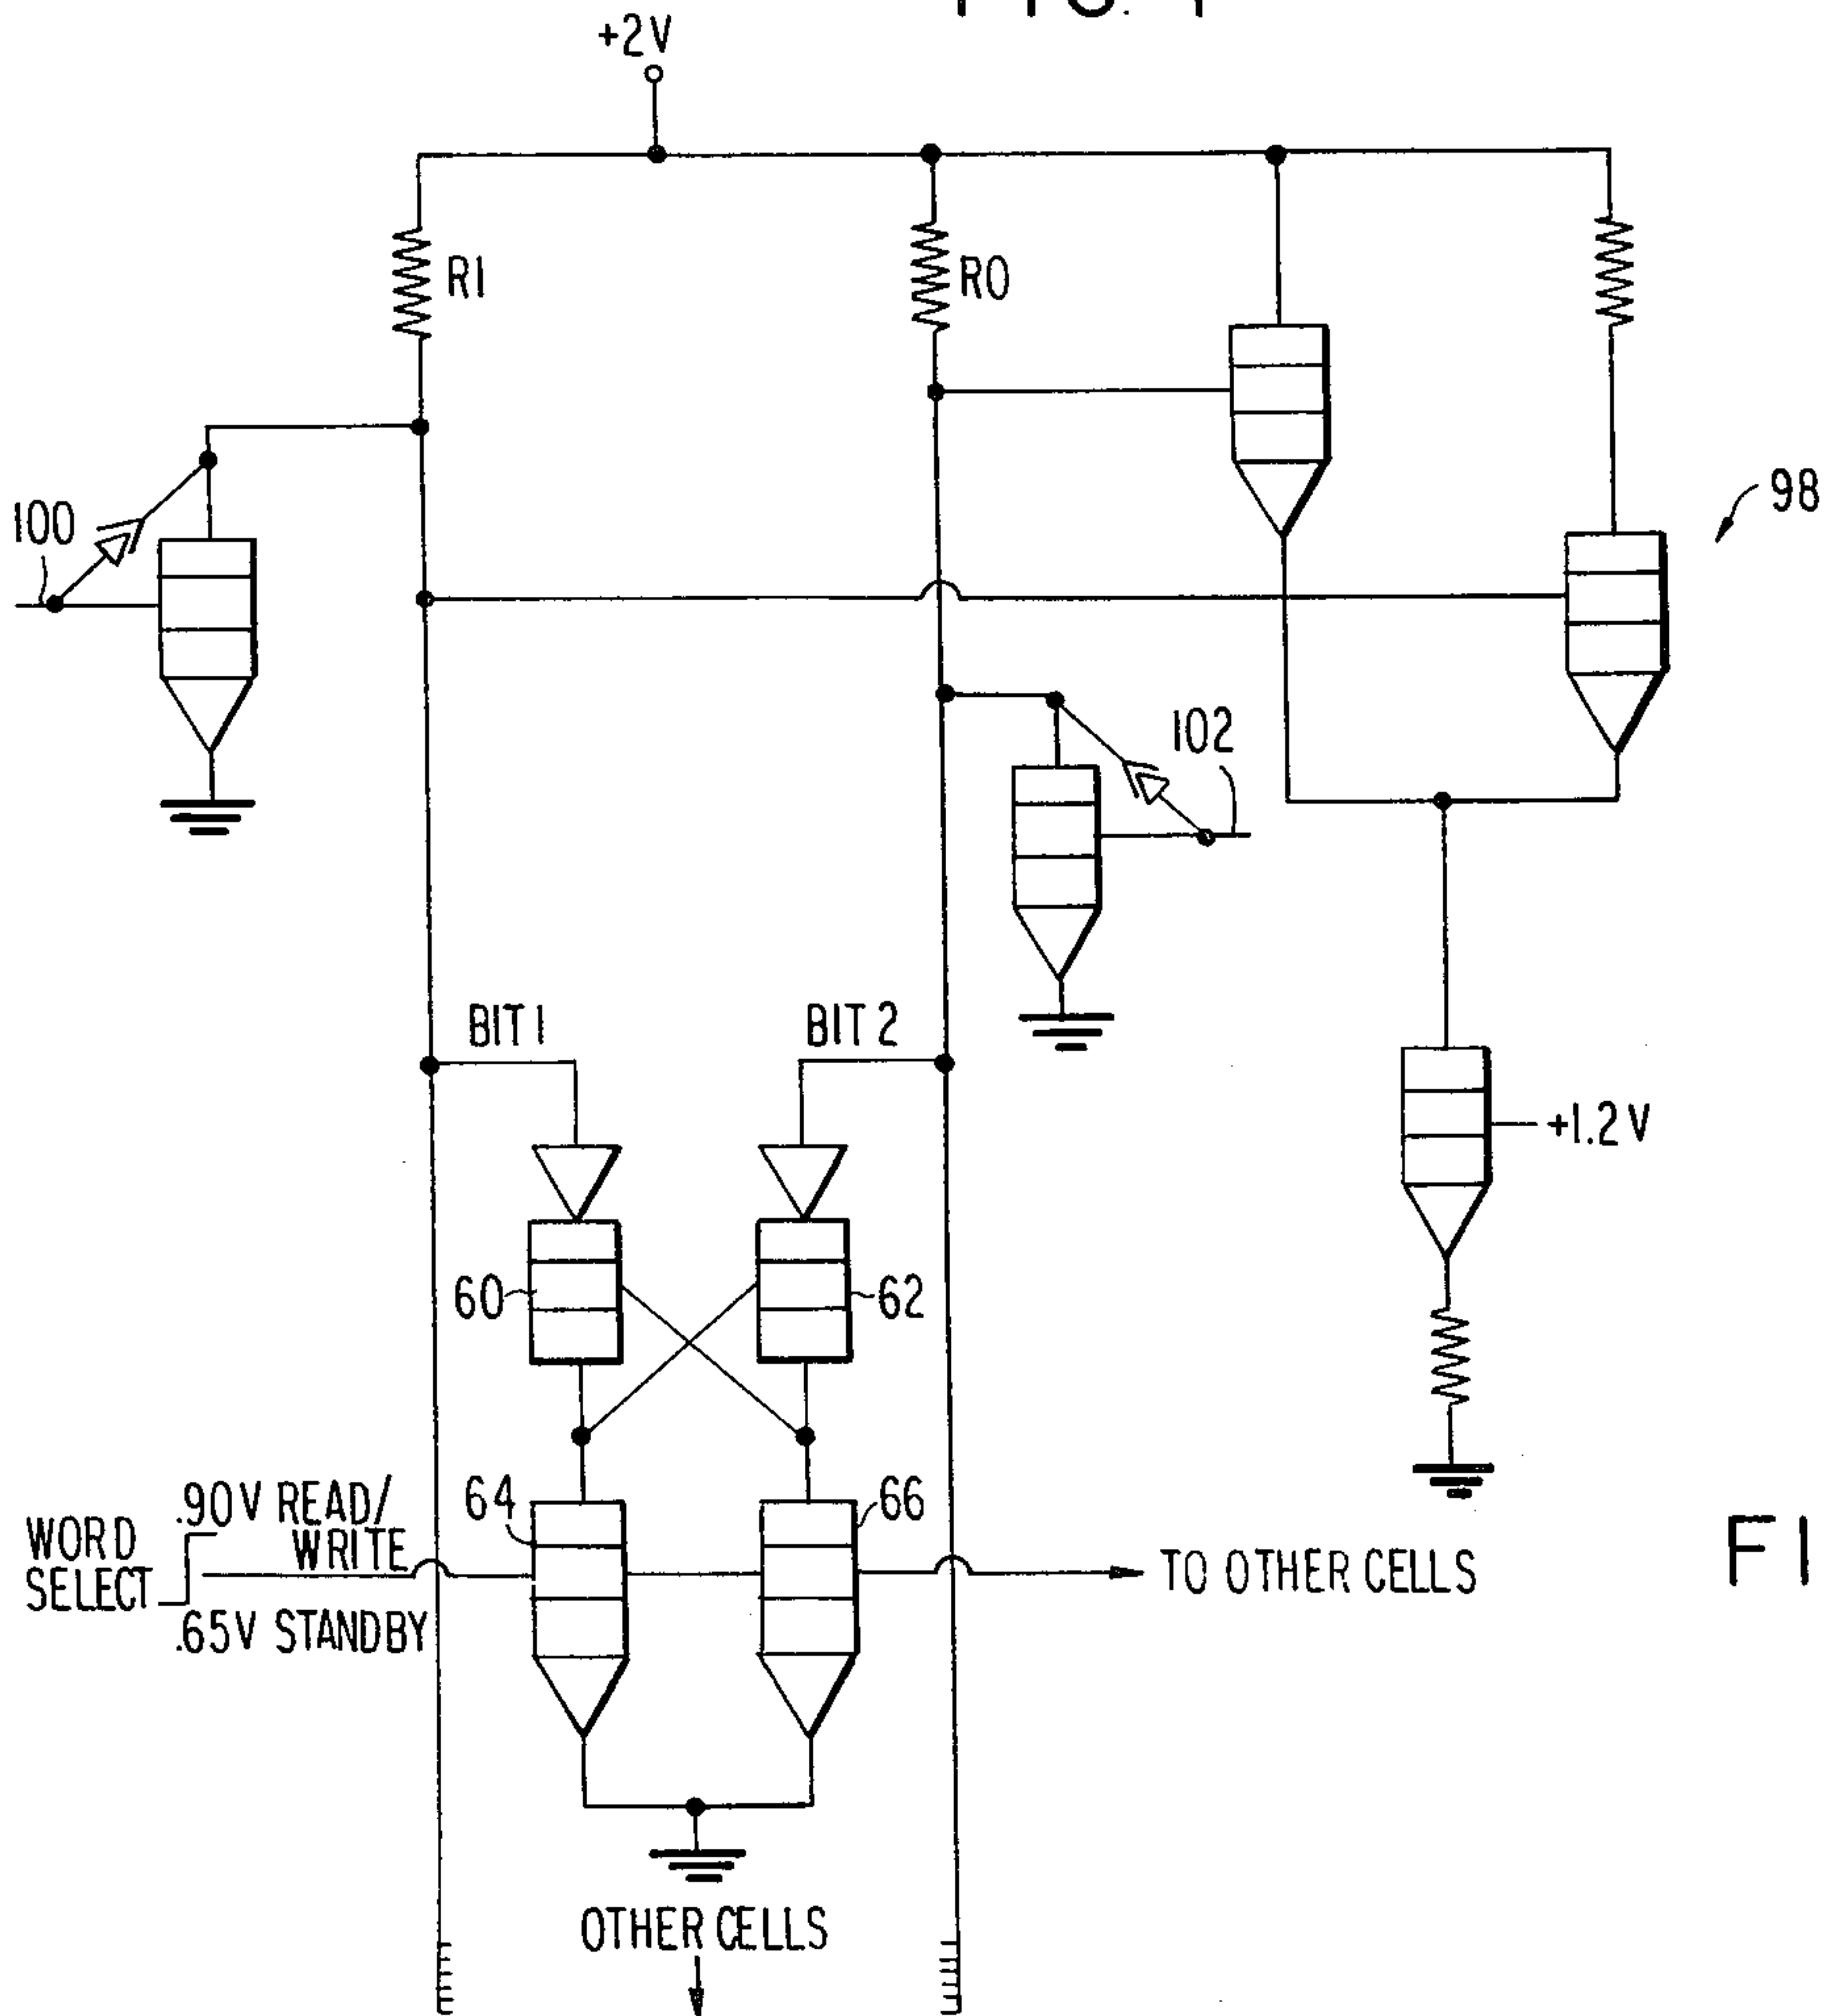 +2V
R1
R0
98
100
102
BIT 1
BIT 2
+1.2V
60
62
64
66
.90V READ/
WRITE
WORD
SELECT
.65V STANDBY
TO OTHER CELLS
OTHER CELLS